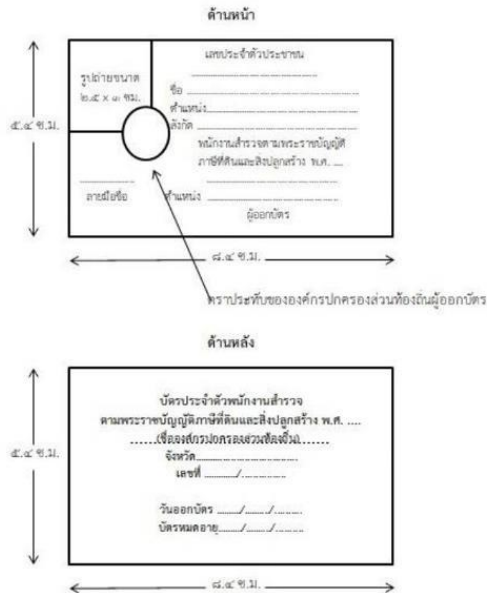 ด้านหน้า
เลขประจำตัวประชาชน
รูปถ่ายขนาด
๒.๕ × ๓ ซม.
ชื่อ
ตำแหน่ง
สังกัด
พนักงานสำรวจตามพระราชบัญญัติ
ภาษีที่ดินและสิ่งปลูกสร้าง พ.ศ. ....
ลายมือชื่อ
ตำแหน่ง
ผู้ออกบัตร
๕.๔ ซ.ม.
๘.๔ ซ.ม.
ตราประทับขององค์กรปกครองส่วนท้องถิ่นผู้ออกบัตร
ด้านหลัง
บัตรประจำตัวพนักงานสำรวจ
ตามพระราชบัญญัติภาษีที่ดินและสิ่งปลูกสร้าง พ.ศ. ....
(ชื่อองค์กรปกครองส่วนท้องถิ่น)
จังหวัด
เลขที่ ........./............
วันออกบัตร ......../......../.........
บัตรหมดอายุ......../......../.........
๕.๔ ซ.ม.
๘.๔ ซ.ม.